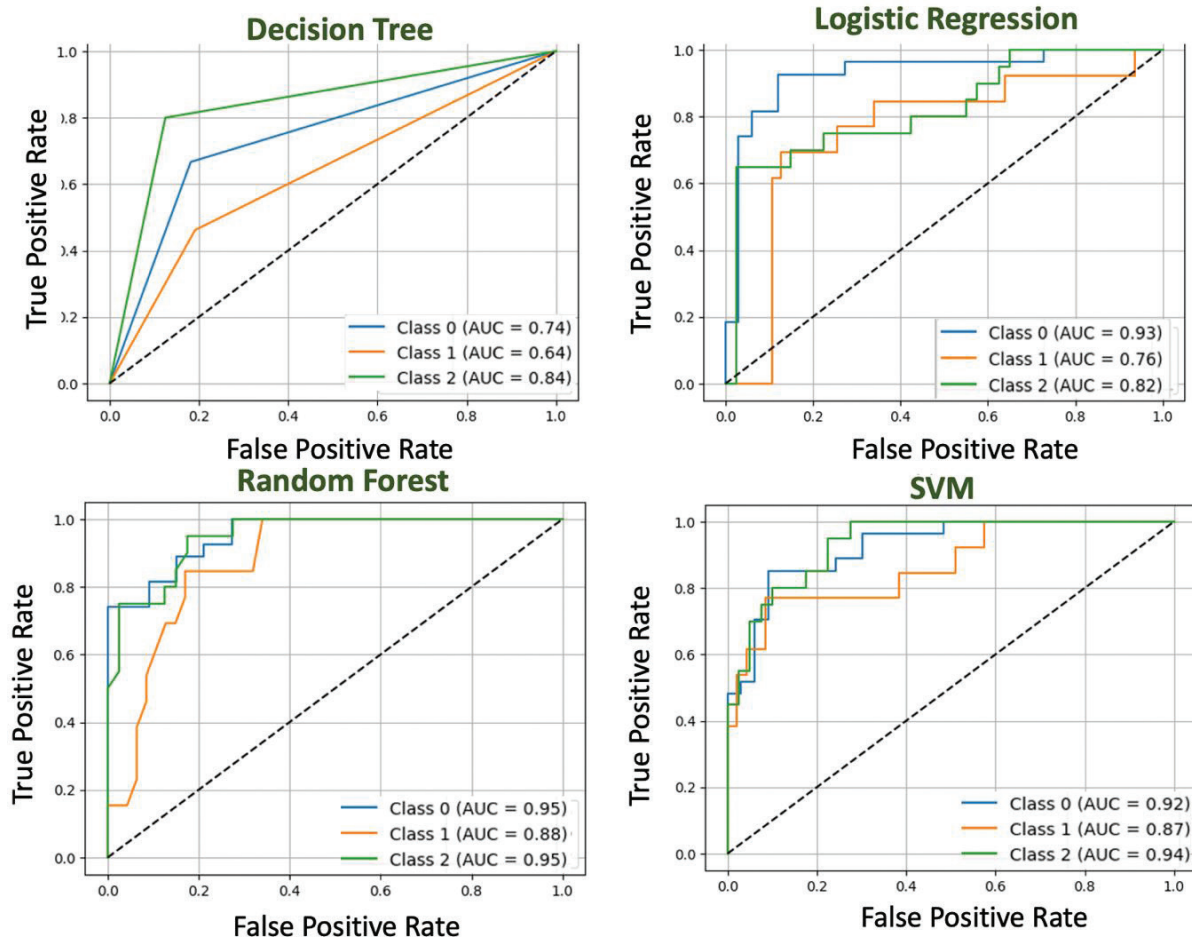 Decision Tree
True Positive Rate
1.0
1.8
1.6
1.4
1.2
0.0
Class 0 (AUC = 0.74)
Class 1 (AUC = 0.64)
Class 2 (AUC = 0.84)
0.0 0.2 0.4 0.6 0.8 1.0
False Positive Rate
Logistic Regression
True Positive Rate
1.0
0.8
0.6
0.4
0.2
0.0
Class 0 (AUC = 0.93)
Class 1 (AUC = 0.76)
Class 2 (AUC = 0.82)
0.0 0.2 0.4 0.6 0.8 1.0
False Positive Rate
Random Forest
True Positive Rate
1.0
0.8
0.6
0.4
0.2
0.0
Class 0 (AUC = 0.95)
Class 1 (AUC = 0.88)
Class 2 (AUC = 0.95)
0.0 0.2 0.4 0.6 0.8 1.0
False Positive Rate
SVM
True Positive Rate
1.0
0.8
0.6
0.4
0.2
0.0
Class 0 (AUC = 0.92)
Class 1 (AUC = 0.87)
Class 2 (AUC = 0.94)
0.0 0.2 0.4 0.6 0.8 1.0
False Positive Rate